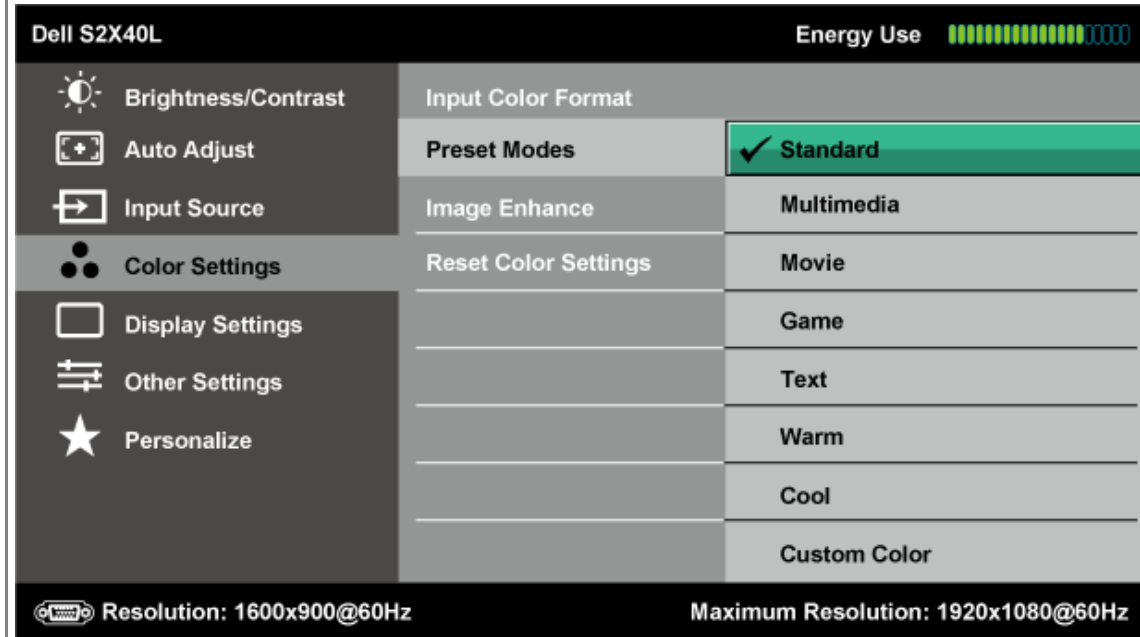 Dell S2X40L
Energy Use
Brightness/Contrast
Auto Adjust
Input Source
Color Settings
Display Settings
Other Settings
Personalize
Input Color Format
Preset Modes
Image Enhance
Reset Color Settings
Standard
Multimedia
Movie
Game
Text
Warm
Cool
Custom Color
Resolution: 1600x900@60Hz
Maximum Resolution: 1920x1080@60Hz